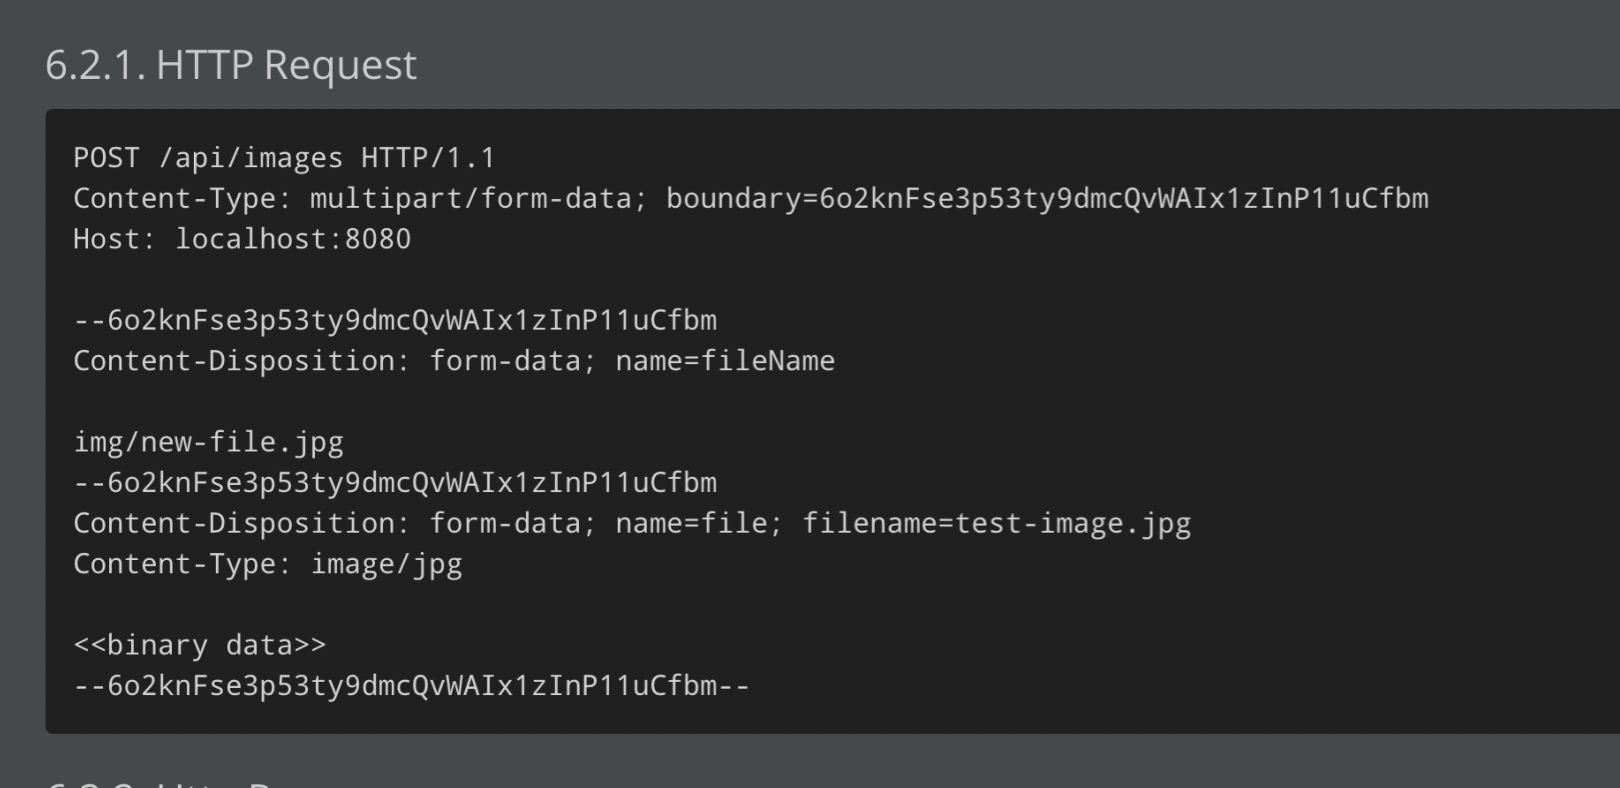 6.2.1. HTTP Request
POST /api/images HTTP/1.1
Content-Type: multipart/form-data; boundary=6o2knFse3p53ty9dmcQvWAIx1zInP11uCfbm
Host: localhost:8080
--6o2knFse3p53ty9dmcQvWAIx1zInP11uCfbm
Content-Disposition: form-data; name=fileName
img/new-file.jpg
--6o2knFse3p53ty9dmcQvWAIx1zInP11uCfbm
Content-Disposition: form-data; name=file; filename=test-image.jpg
Content-Type: image/jpg
<<binary data>>
--6o2knFse3p53ty9dmcQvWAIx1zInP11uCfbm--